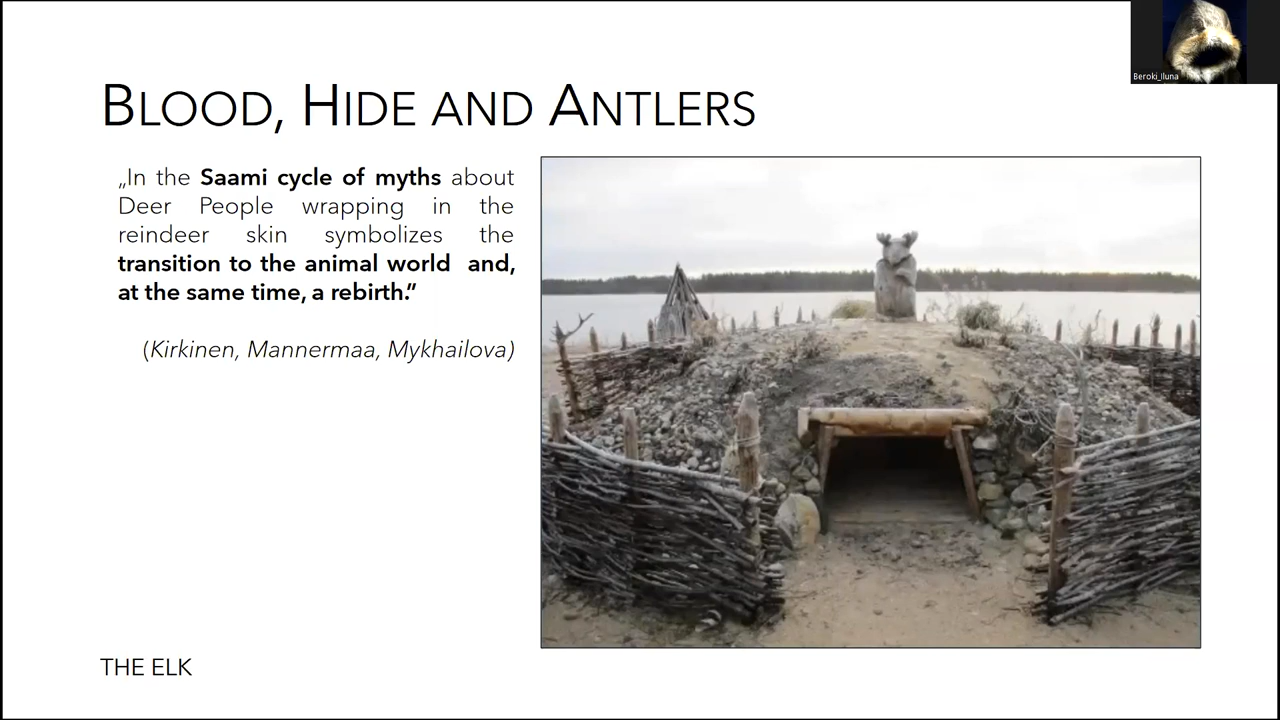 Beroki_Iluna
BLOOD, HIDE AND ANTLERS
„In the Saami cycle of myths about
Deer People wrapping in the
reindeer skin symbolizes the
transition to the animal world and,
at the same time, a rebirth.”
(Kirkinen, Mannermaa, Mykhailova)
THE ELK